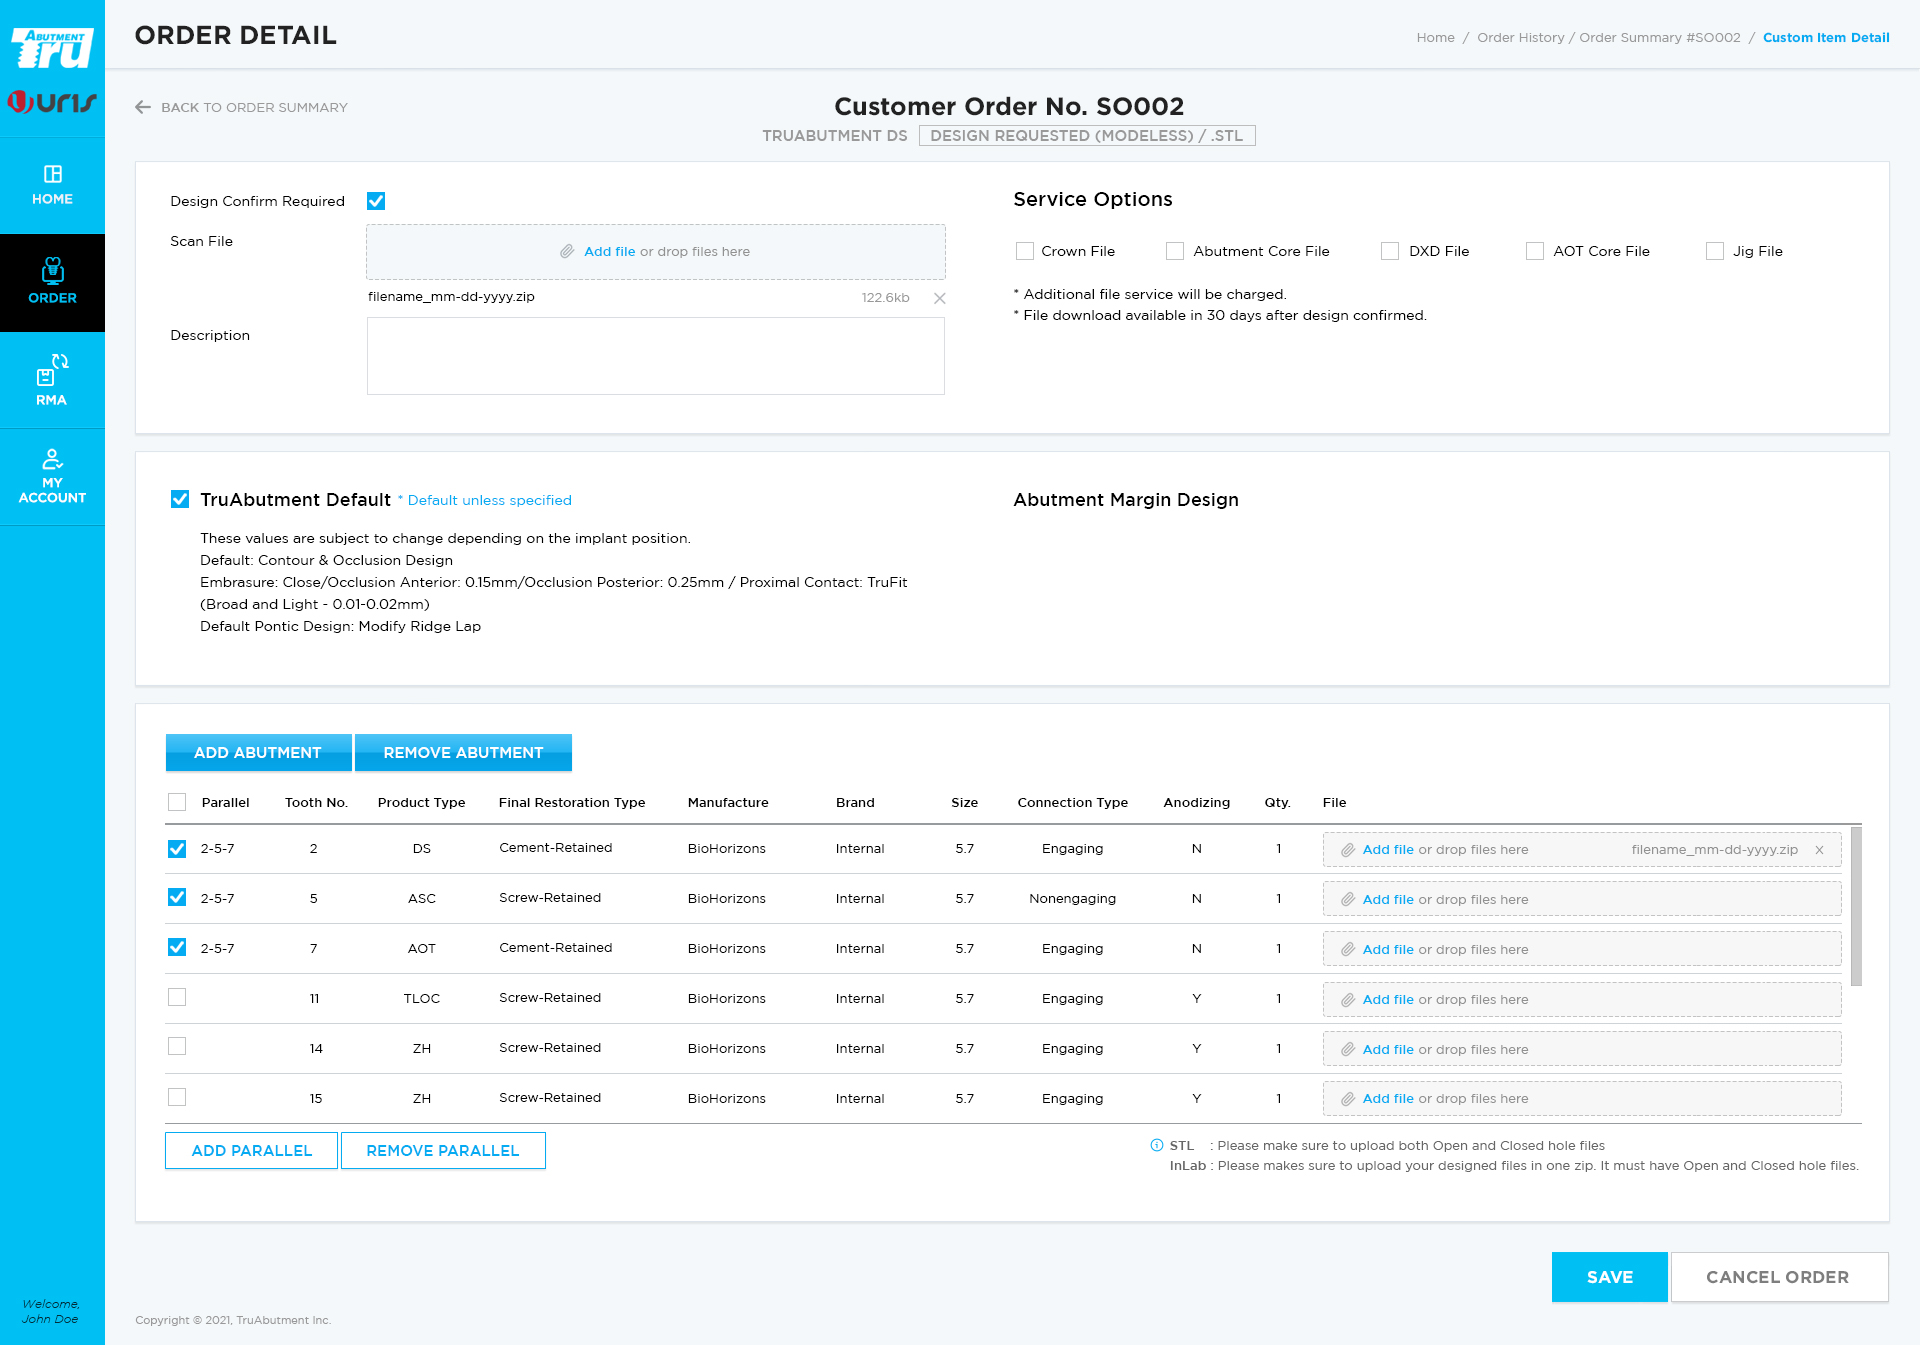 ABUTMENT
Tru
uris
HOME
ORDER
RMA
MY
ACCOUNT
Welcome,
John Doe
ORDER DETAIL
Home / Order History / Order Summary #SO002 / Custom Item Detail
BACK TO ORDER SUMMARY
Customer Order No. SO002
TRUABUTMENT DS DESIGN REQUESTED (MODELESS) / .STL
Design Confirm Required
Scan File
Add file or drop files here
filename_mm-dd-yyyy.zip 122.6kb
Description
Service Options
Crown File Abutment Core File DXD File AOT Core File Jig File
* Additional file service will be charged.
* File download available in 30 days after design confirmed.
TruAbutment Default * Default unless specified
These values are subject to change depending on the implant position.
Default: Contour & Occlusion Design
Embrasure: Close/Occlusion Anterior: 0.15mm/Occlusion Posterior: 0.25mm / Proximal Contact: TruFit
(Broad and Light - 0.01-0.02mm)
Default Pontic Design: Modify Ridge Lap
Abutment Margin Design
ADD ABUTMENT REMOVE ABUTMENT
Parallel Tooth No. Product Type Final Restoration Type Manufacture Brand Size Connection Type Anodizing Qty. File
2-5-7 2 DS Cement-Retained BioHorizons Internal 5.7 Engaging N 1 Add file or drop files here filename_mm-dd-yyyy.zip X
2-5-7 5 ASC Screw-Retained BioHorizons Internal 5.7 Nonengaging N 1 Add file or drop files here
2-5-7 7 AOT Cement-Retained BioHorizons Internal 5.7 Engaging N 1 Add file or drop files here
11 TLOC Screw-Retained BioHorizons Internal 5.7 Engaging Y 1 Add file or drop files here
14 ZH Screw-Retained BioHorizons Internal 5.7 Engaging Y 1 Add file or drop files here
15 ZH Screw-Retained BioHorizons Internal 5.7 Engaging Y 1 Add file or drop files here
ADD PARALLEL REMOVE PARALLEL
STL : Please make sure to upload both Open and Closed hole files
InLab : Please makes sure to upload your designed files in one zip. It must have Open and Closed hole files.
SAVE CANCEL ORDER
Copyright © 2021, TruAbutment Inc.